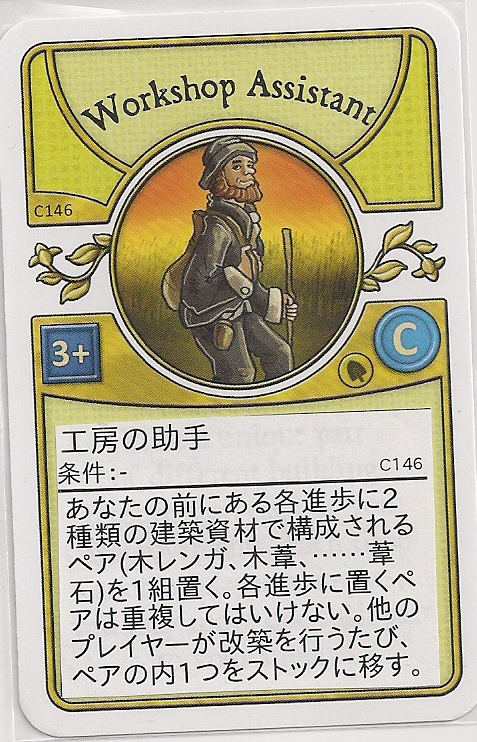 Workshop Assistant
C146
3+
C
工房の助手
条件:-
C146
あなたの前にある各進歩に2
種類の建築資材で構成される
ペア(木レンガ、木葦、……葦
石)を1組置く。各進歩に置くペ
アは重複してはいけない。他の
プレイヤーが改築を行うたび、
ペアの内1つをストックに移す。